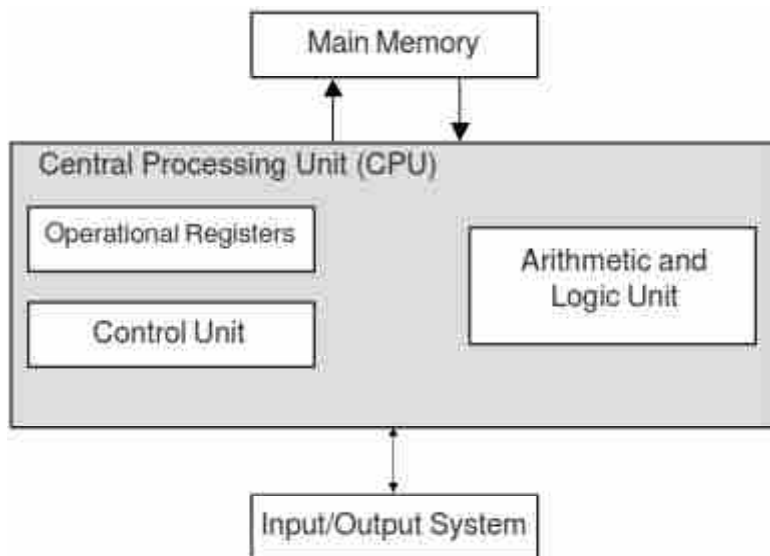 Main Memory
Central Processing Unit (CPU)
Operational Registers
Control Unit
Arithmetic and
Logic Unit
Input/Output System